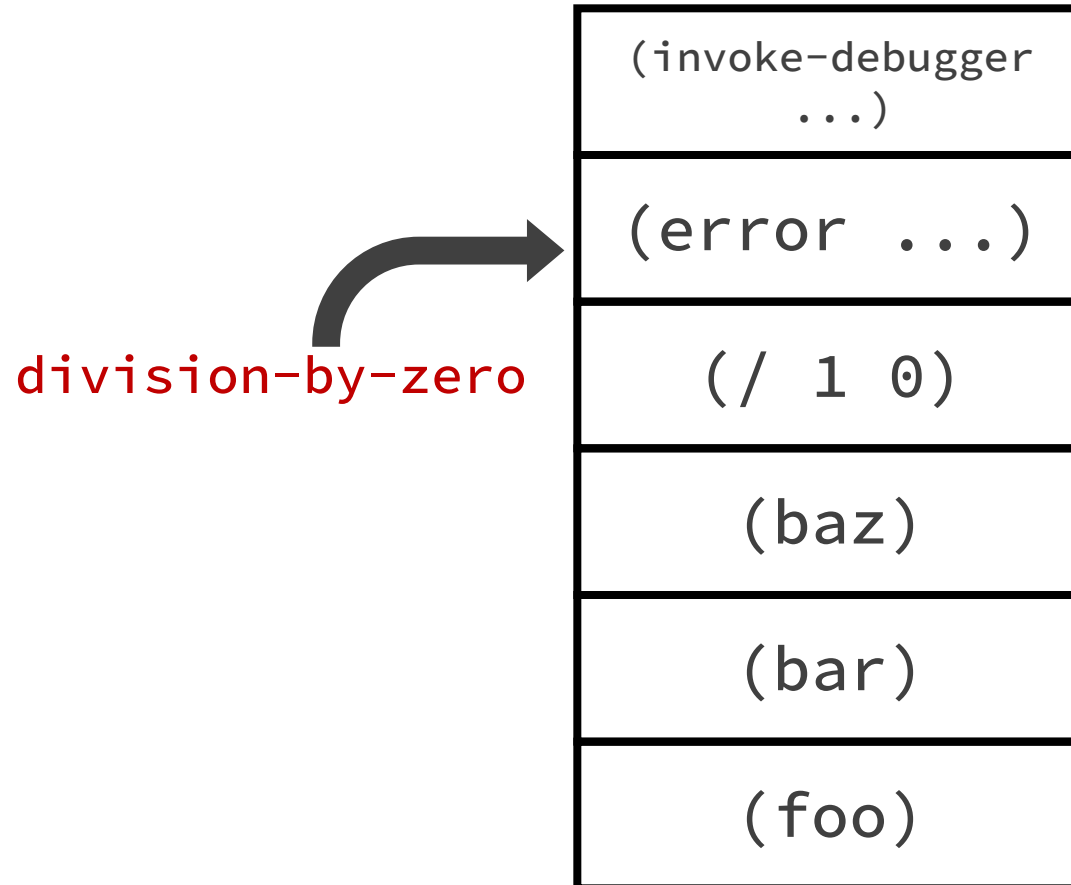 (invoke-debugger
...)
(error ...)
division-by-zero
(/ 1 0)
(baz)
(bar)
(foo)